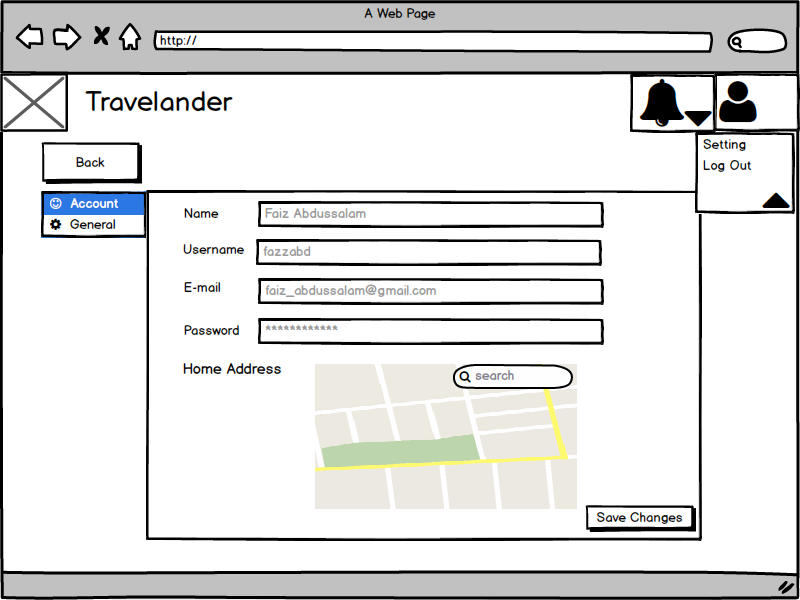 A Web Page
http://
Travelander
Setting
Log Out
Back
Account
General
Name
Faiz Abdussalam
Username
fazzabd
E-mail
faiz_abdussalam@gmail.com
Password
************
Home Address
search
Save Changes